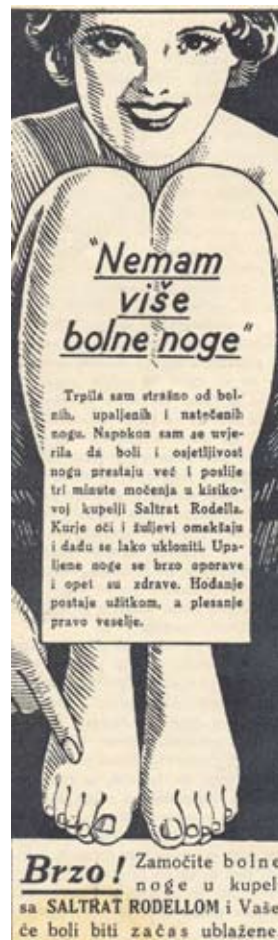 "Nemam
više
bolne noge"
Trpila sam strašno od bol-
nih, upaljenih i natečenih
nogu. Napokon sam se uvje-
rila da boli i osjetljivost
nogu prestaju već i poslije
tri minute močenja u kisiko-
voj kupelji Saltrat Rodella.
Kurje oči i žuljevi omekšaju
i dadu se lako ukloniti. Upa-
ljene noge se brzo oporave
i opet su zdrave. Hodanje
postaje užitkom, a plesanje
pravo veselje.
Brzo! Zamočite bolne
noge u kupelj
sa SALTRAT RODELLOM i Vaše
će boli biti začas ublažene